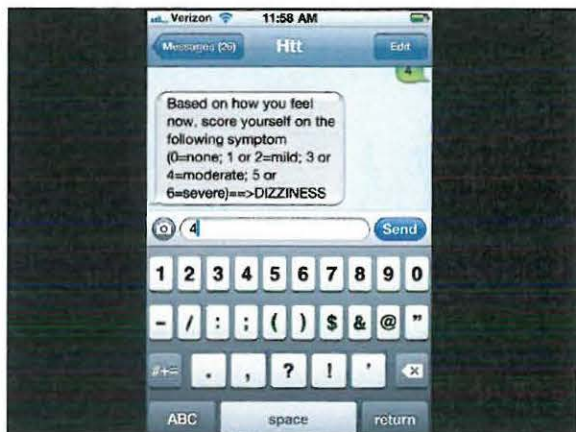 Verizon 11:58 AM
Messages (26) Htt Edit
4
Based on how you feel
now, score yourself on the
following symptom
(0=none; 1 or 2=mild; 3 or
4=moderate; 5 or
6=severe)==>DIZZINESS
4 Send
1 2 3 4 5 6 7 8 9 0
- / : ; ( ) $ & @ "
#+= . , ? ! '
ABC space return